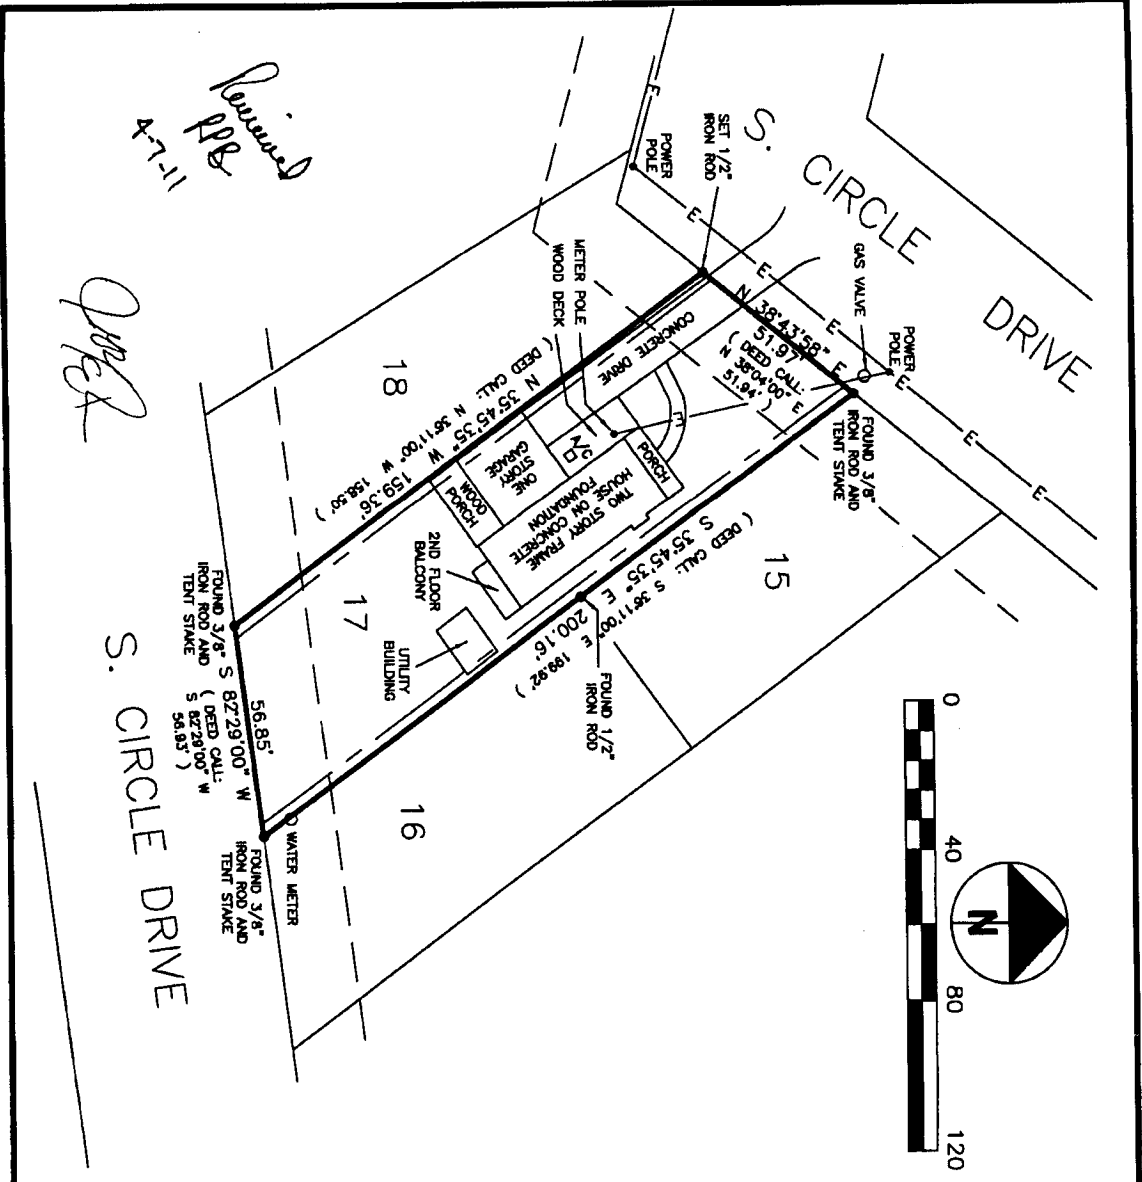 S. CIRCLE
DRIVE
SET 1/2"
IRON ROD
POWER
POLE
GAS VALVE
POWER
POLE
E
E
E
E
E
E
E
E
N 38°43'58" E
51.97'
( DEED CALL:
N 38°04'00" E
51.94' )
FOUND 3/8"
IRON ROD AND
TENT STAKE
METER POLE
WOOD DECK
CONCRETE DRIVE
A/C
PORCH
ONE
STORY
GARAGE
WOOD
PORCH
TWO STORY FRAME
HOUSE ON CONCRETE
FOUNDATION
2ND FLOOR
BALCONY
UTILITY
BUILDING
18
17
15
16
N 35°45'35" W 159.36'
( DEED CALL: N 36°11'00" W 158.50' )
( DEED CALL: S 36°11'00" E 199.92' )
S 35°45'35" E 200.16'
FOUND 1/2"
IRON ROD
FOUND 3/8"
IRON ROD AND
TENT STAKE
56.85'
S 82°29'00" W
( DEED CALL:
S 82°29'00" W
56.93' )
WATER METER
FOUND 3/8"
IRON ROD AND
TENT STAKE
S. CIRCLE DRIVE
0 40 80 120
N
RPB
4-7-11